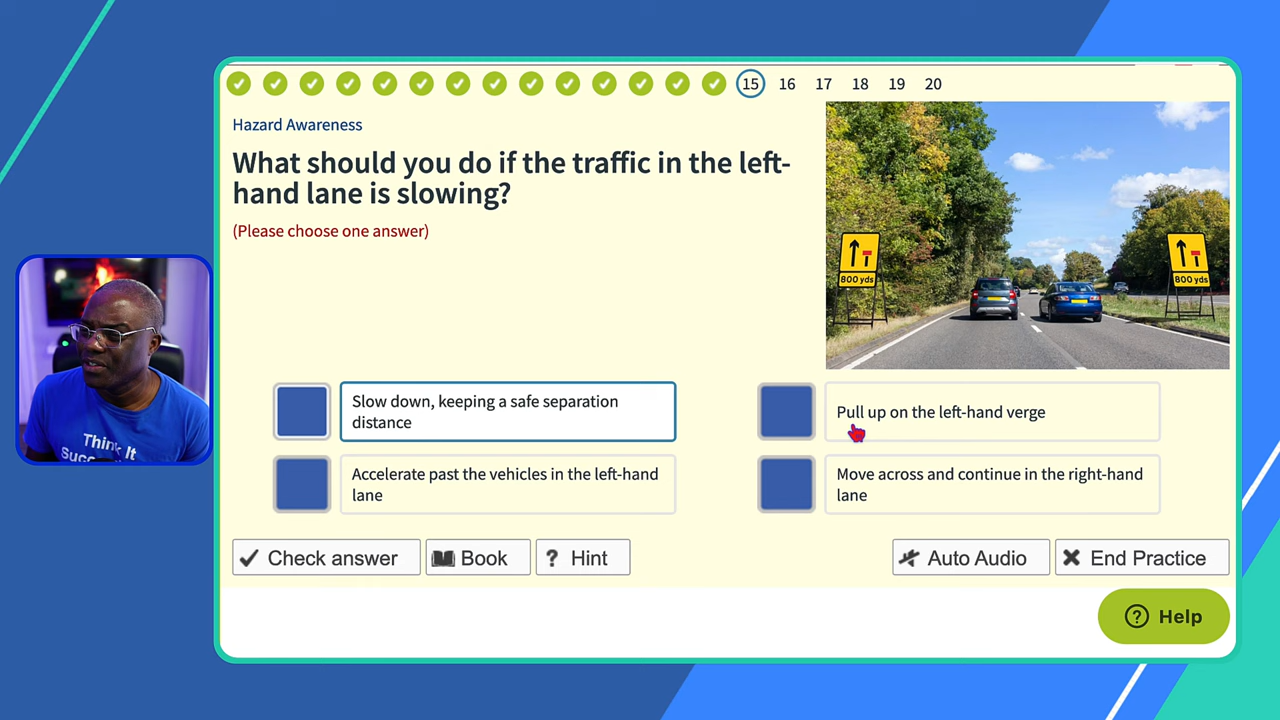 15 16 17 18 19 20
Hazard Awareness
What should you do if the traffic in the left-
hand lane is slowing?
(Please choose one answer)
800 yds
800 yds
Slow down, keeping a safe separation
distance
Pull up on the left-hand verge
Accelerate past the vehicles in the left-hand
lane
Move across and continue in the right-hand
lane
Think It
Check answer
Book
? Hint
Auto Audio
End Practice
? Help